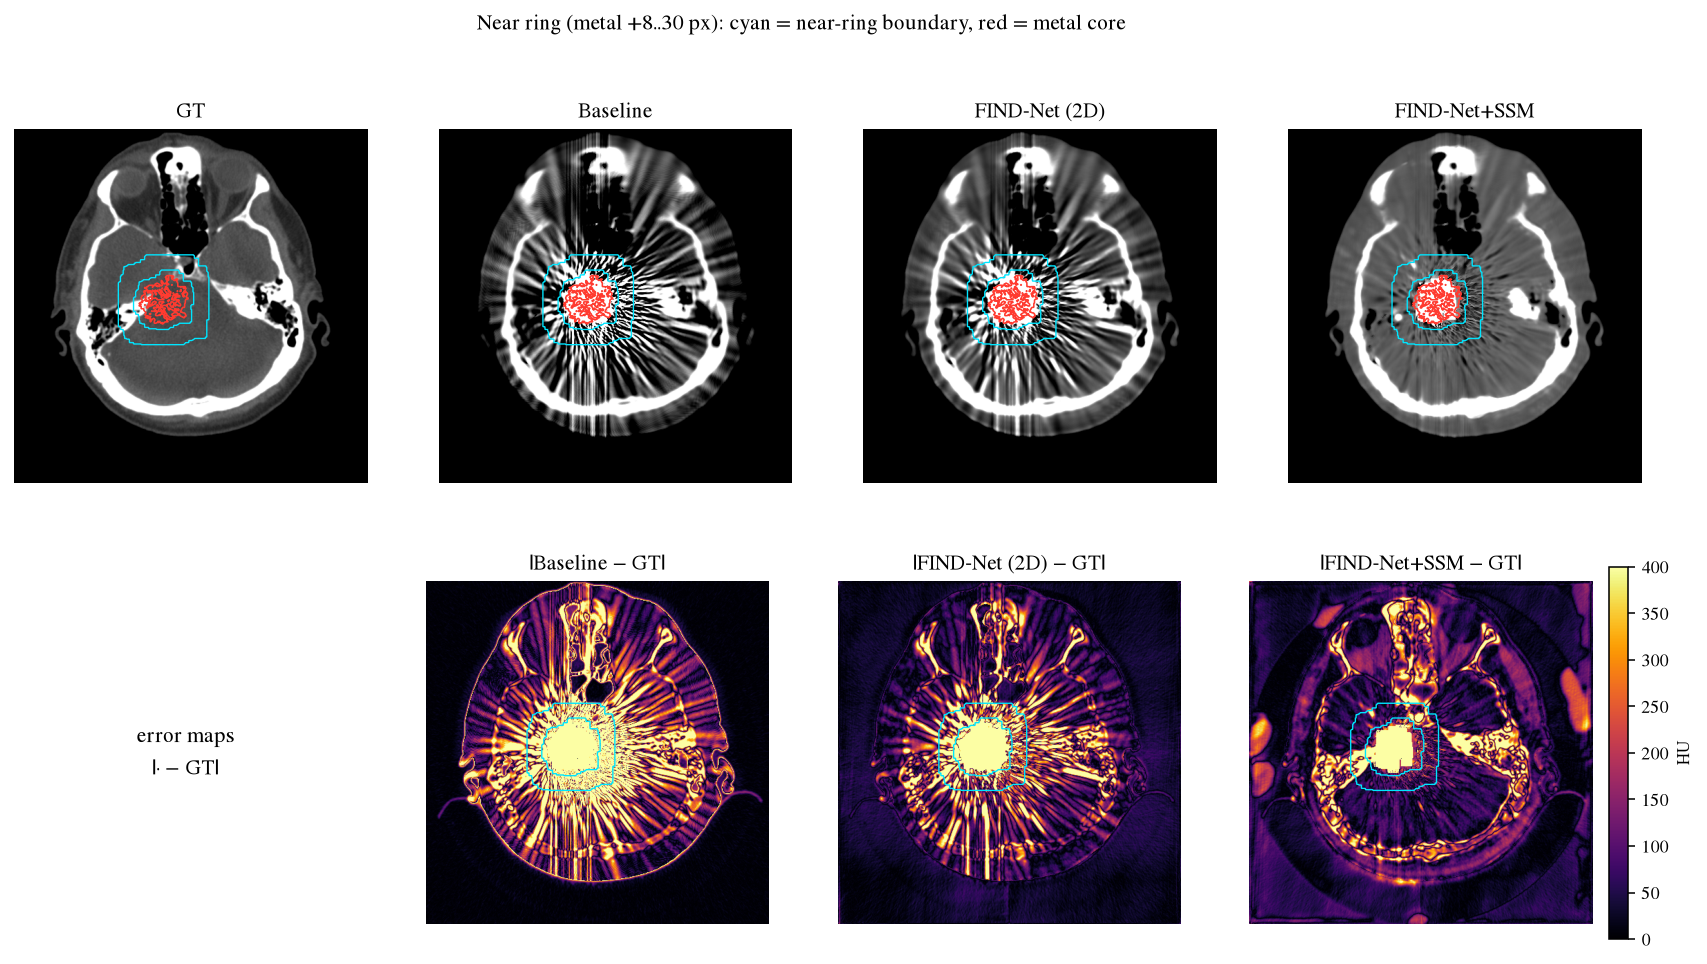 Near ring (metal +8..30 px): cyan = near-ring boundary, red = metal core
GT
Baseline
FIND-Net (2D)
FIND-Net+SSM
|Baseline − GT|
|FIND-Net (2D) − GT|
|FIND-Net+SSM − GT|
error maps
|· − GT|
400
350
300
250
200
150
100
50
0
HU